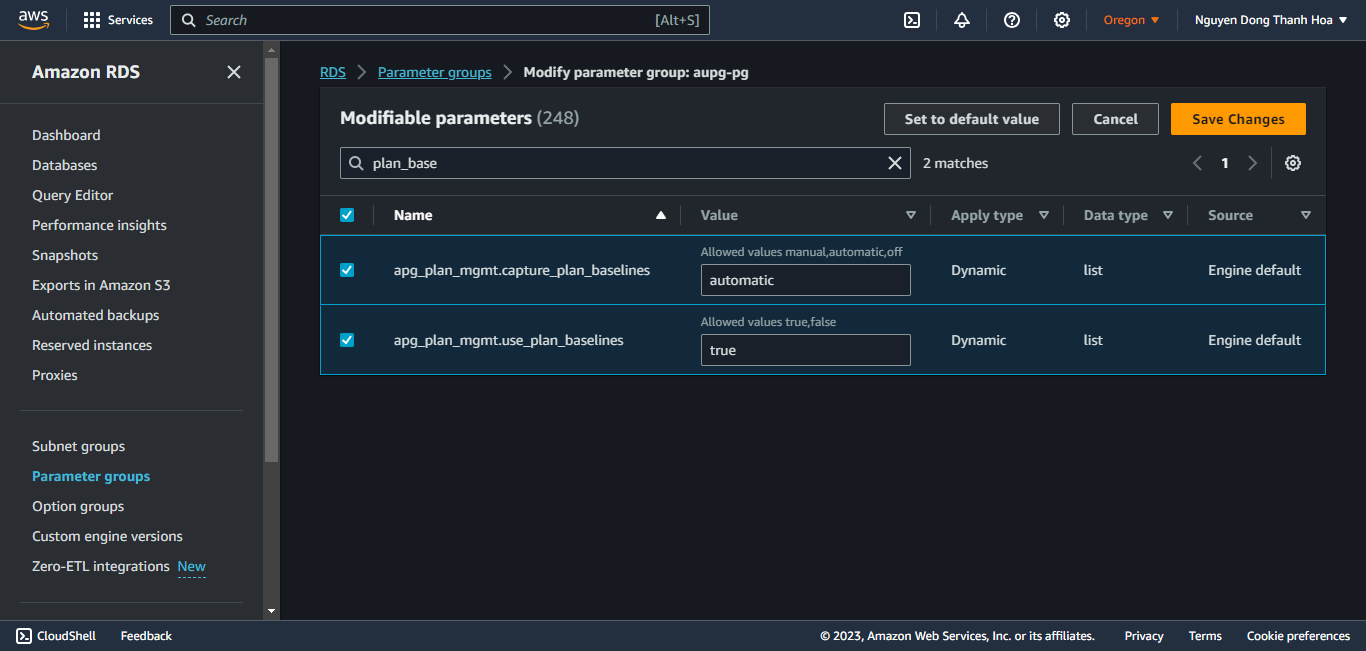 aws Services Search [Alt+S] Oregon Nguyen Dong Thanh Hoa
Amazon RDS
Dashboard
Databases
Query Editor
Performance insights
Snapshots
Exports in Amazon S3
Automated backups
Reserved instances
Proxies
Subnet groups
Parameter groups
Option groups
Custom engine versions
Zero-ETL integrations New
RDS Parameter groups Modify parameter group: aupg-pg
Modifiable parameters (248) Set to default value Cancel Save Changes
plan_base 2 matches 1
Name Value Apply type Data type Source
Allowed values manual,automatic,off
apg_plan_mgmt.capture_plan_baselines automatic Dynamic list Engine default
Allowed values true,false
apg_plan_mgmt.use_plan_baselines true Dynamic list Engine default
CloudShell Feedback © 2023, Amazon Web Services, Inc. or its affiliates. Privacy Terms Cookie preferences